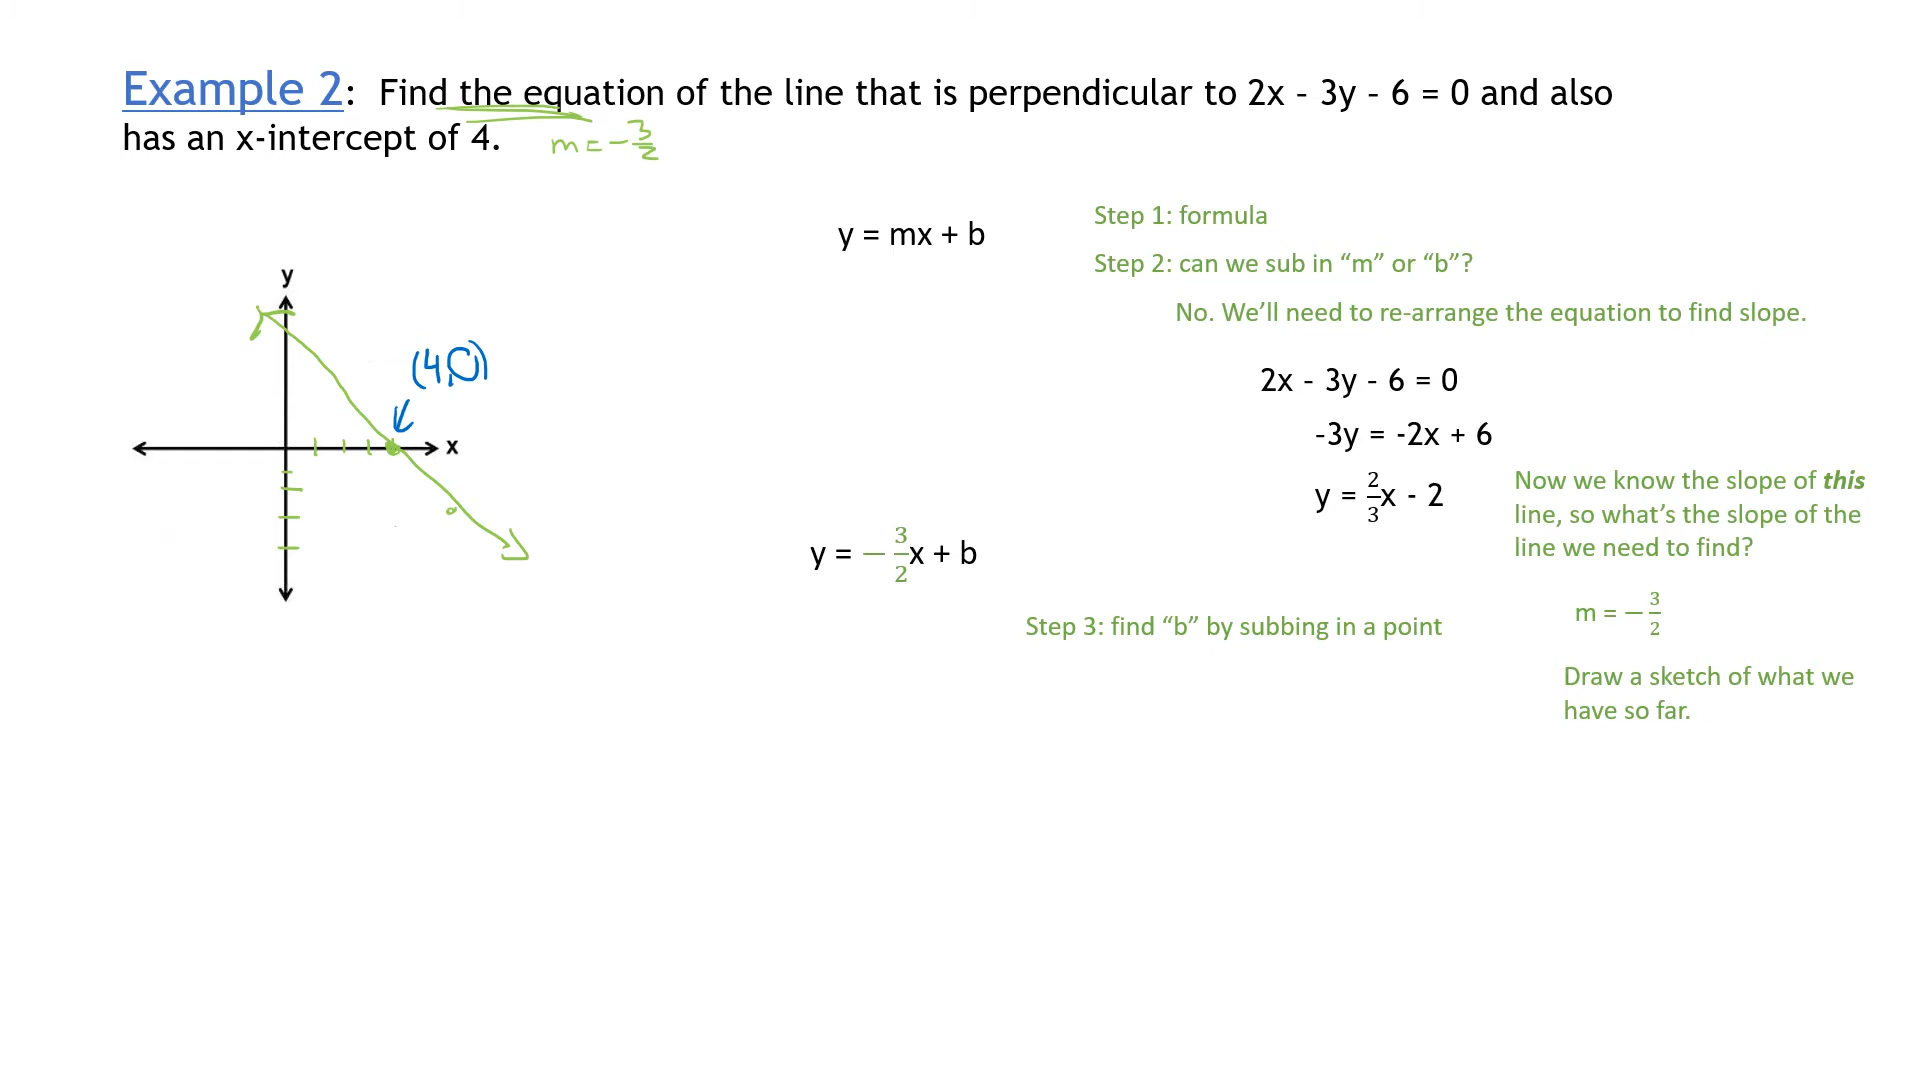 Example 2: Find the equation of the line that is perpendicular to 2x – 3y – 6 = 0 and also
has an x-intercept of 4.
m = -3/2
y = mx + b
Step 1: formula
Step 2: can we sub in “m” or “b”?
No. We’ll need to re-arrange the equation to find slope.
y
x
(4,0)
2x - 3y - 6 = 0
-3y = -2x + 6
y = 2/3x - 2
Now we know the slope of this
line, so what’s the slope of the
line we need to find?
y = −3/2x + b
m = −3/2
Step 3: find “b” by subbing in a point
Draw a sketch of what we
have so far.